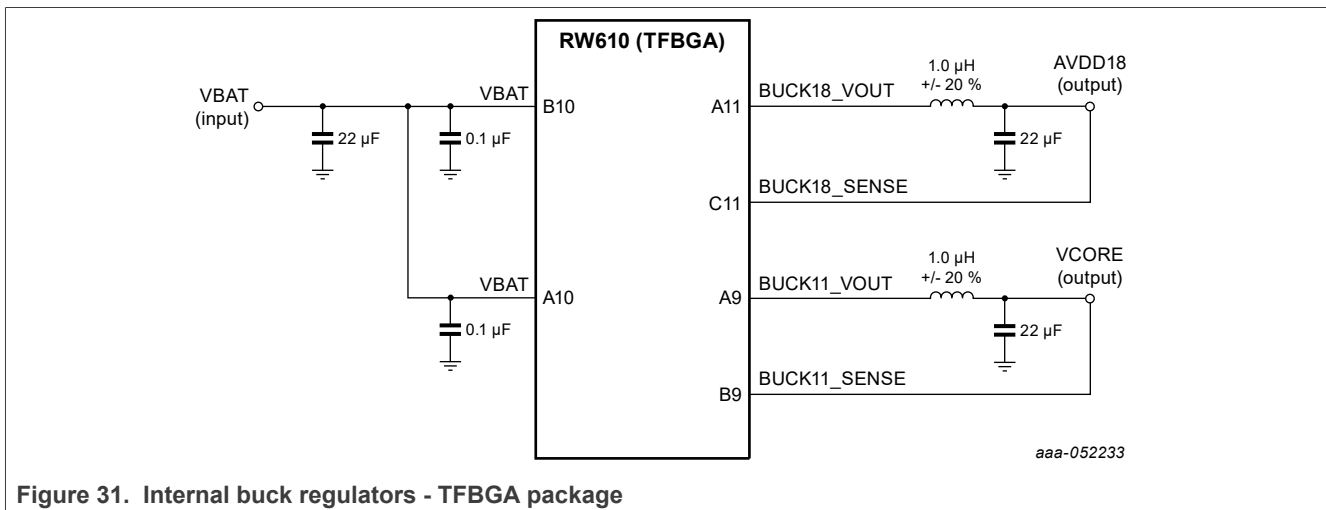 RW610 (TFBGA)
VBAT
(input)
22 µF
VBAT
B10
0.1 µF
VBAT
A10
0.1 µF
A11
BUCK18_VOUT
1.0 µH
+/- 20 %
AVDD18
(output)
22 µF
C11
BUCK18_SENSE
A9
BUCK11_VOUT
1.0 µH
+/- 20 %
VCORE
(output)
22 µF
B9
BUCK11_SENSE
aaa-052233
Figure 31. Internal buck regulators - TFBGA package